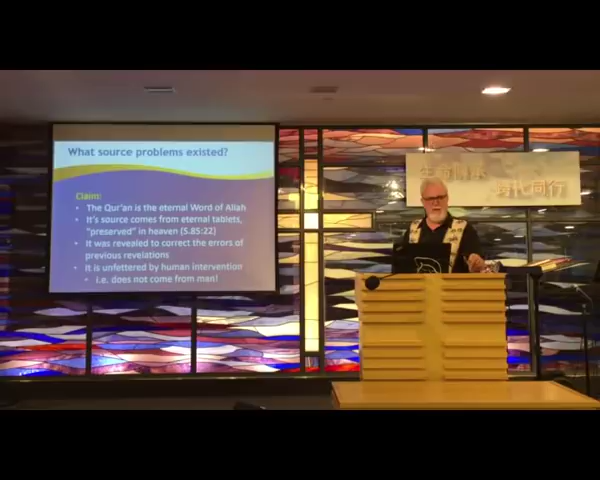 What source problems existed?
Claim:
• The Qur'an is the eternal Word of Allah
• It's source comes from eternal tablets,
"preserved" in heaven (S.85:22)
• It was revealed to correct the errors of
previous revelations
• It is unfettered by human intervention
• i.e. does not come from man!
同行